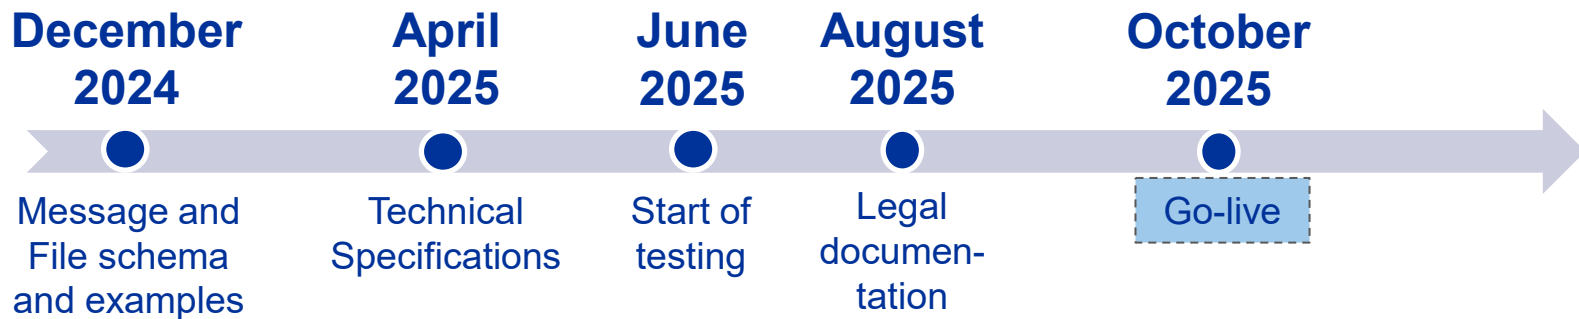 December
2024
Message and
File schema
and examples
April
2025
Technical
Specifications
June
2025
Start of
testing
August
2025
Legal
documen-
tation
October
2025
Go-live